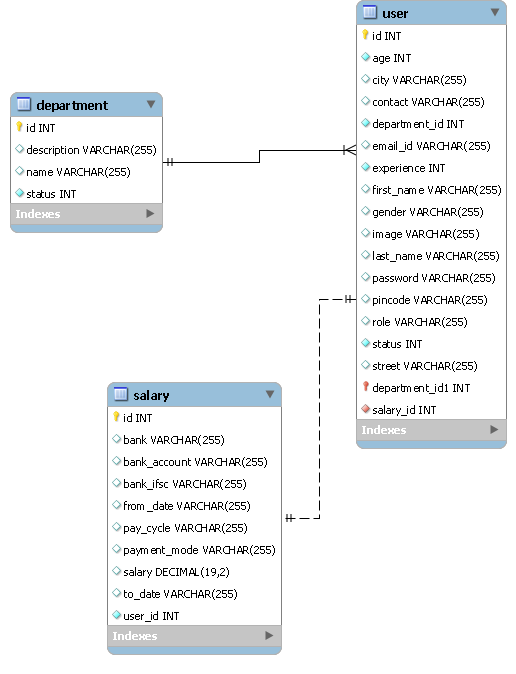 department
id INT
description VARCHAR(255)
name VARCHAR(255)
status INT
Indexes
user
id INT
age INT
city VARCHAR(255)
contact VARCHAR(255)
department_id INT
email_id VARCHAR(255)
experience INT
first_name VARCHAR(255)
gender VARCHAR(255)
image VARCHAR(255)
last_name VARCHAR(255)
password VARCHAR(255)
pincode VARCHAR(255)
role VARCHAR(255)
status INT
street VARCHAR(255)
department_id1 INT
salary_id INT
Indexes
salary
id INT
bank VARCHAR(255)
bank_account VARCHAR(255)
bank_ifsc VARCHAR(255)
from_date VARCHAR(255)
pay_cycle VARCHAR(255)
payment_mode VARCHAR(255)
salary DECIMAL(19,2)
to_date VARCHAR(255)
user_id INT
Indexes